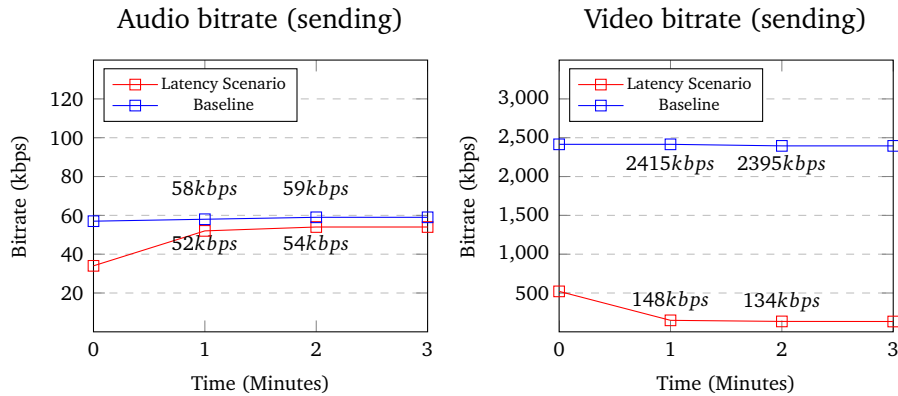 Audio bitrate (sending)
Latency Scenario
Baseline
120
100
80
60
40
20
58kbps
59kbps
52kbps
54kbps
0
1
2
3
Bitrate (kbps)
Time (Minutes)
Video bitrate (sending)
Latency Scenario
Baseline
3,000
2,500
2,000
1,500
1,000
500
2415kbps
2395kbps
148kbps
134kbps
0
1
2
3
Bitrate (kbps)
Time (Minutes)